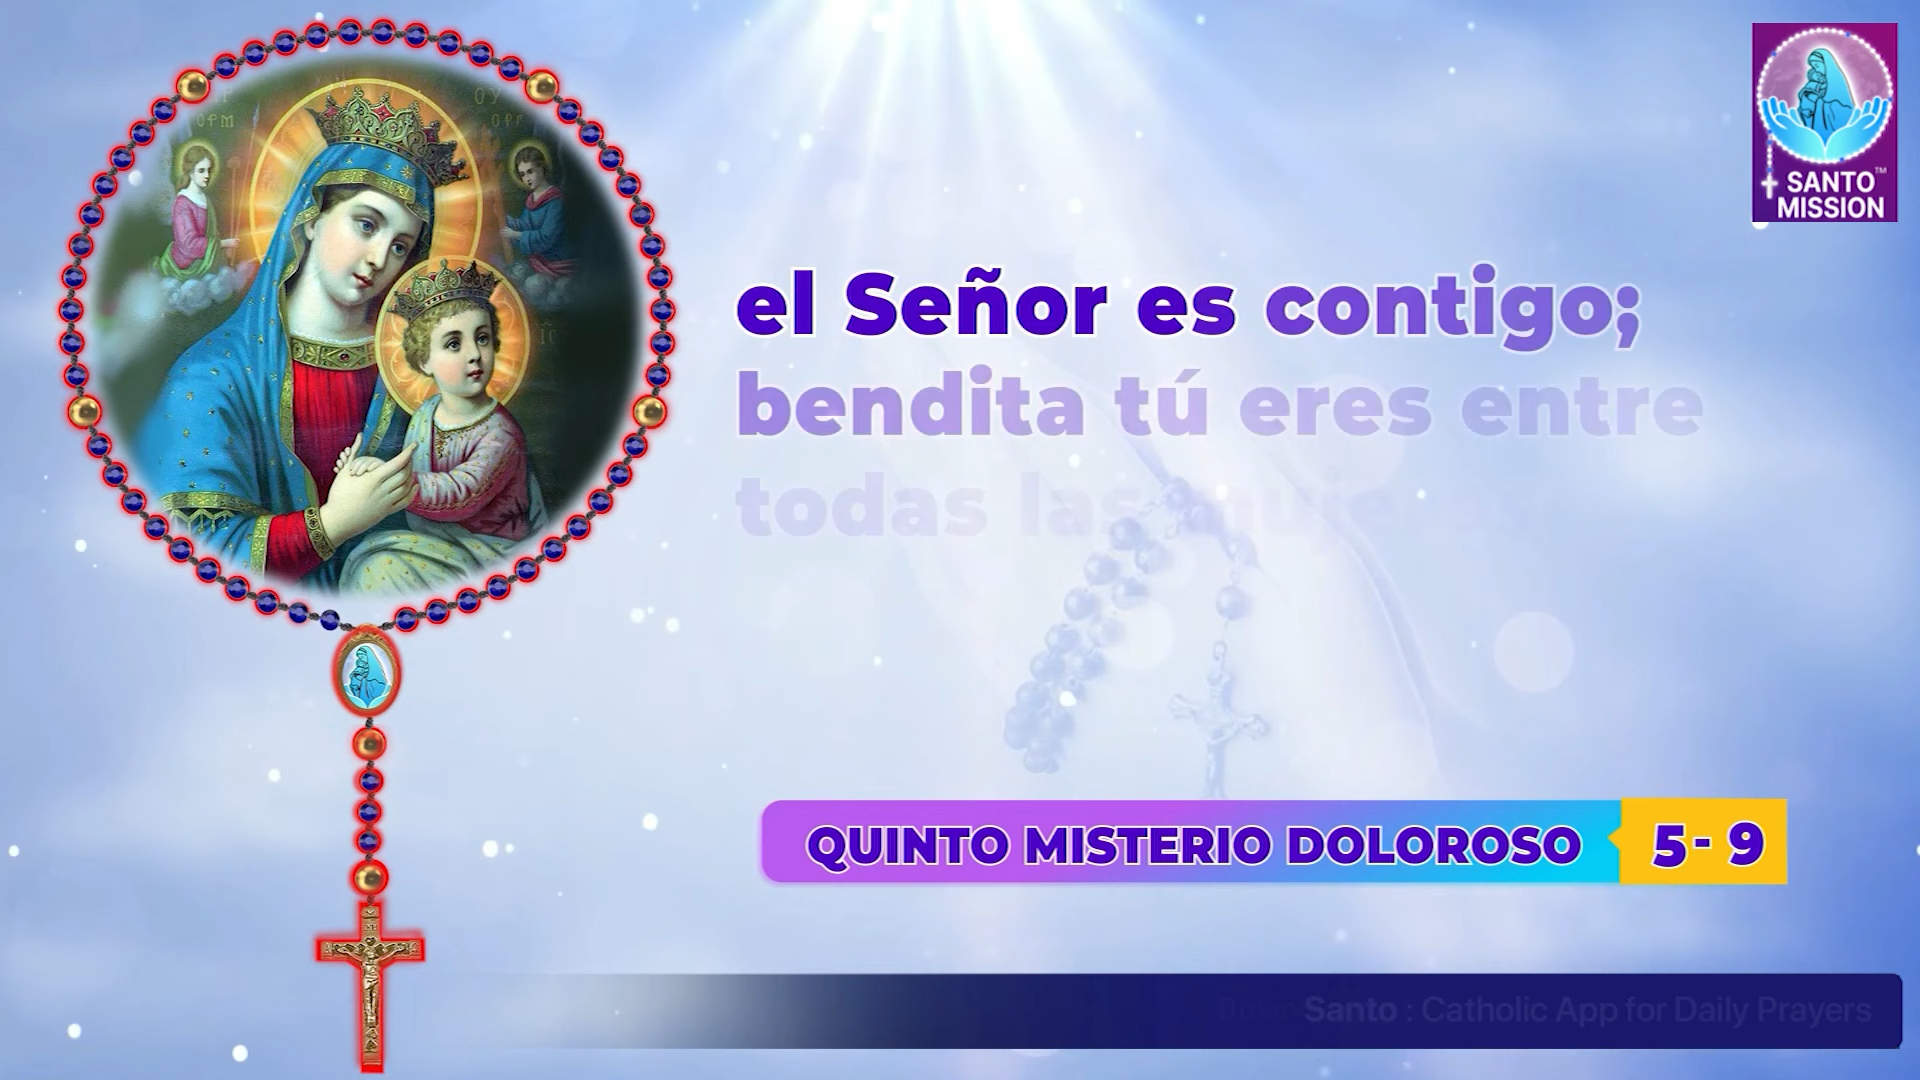 SANTO™
MISSION
el Señor es contigo;
bendita tú eres entre
todas las
QUINTO MISTERIO DOLOROSO
5 - 9
Santo : Catholic App for Daily Prayers